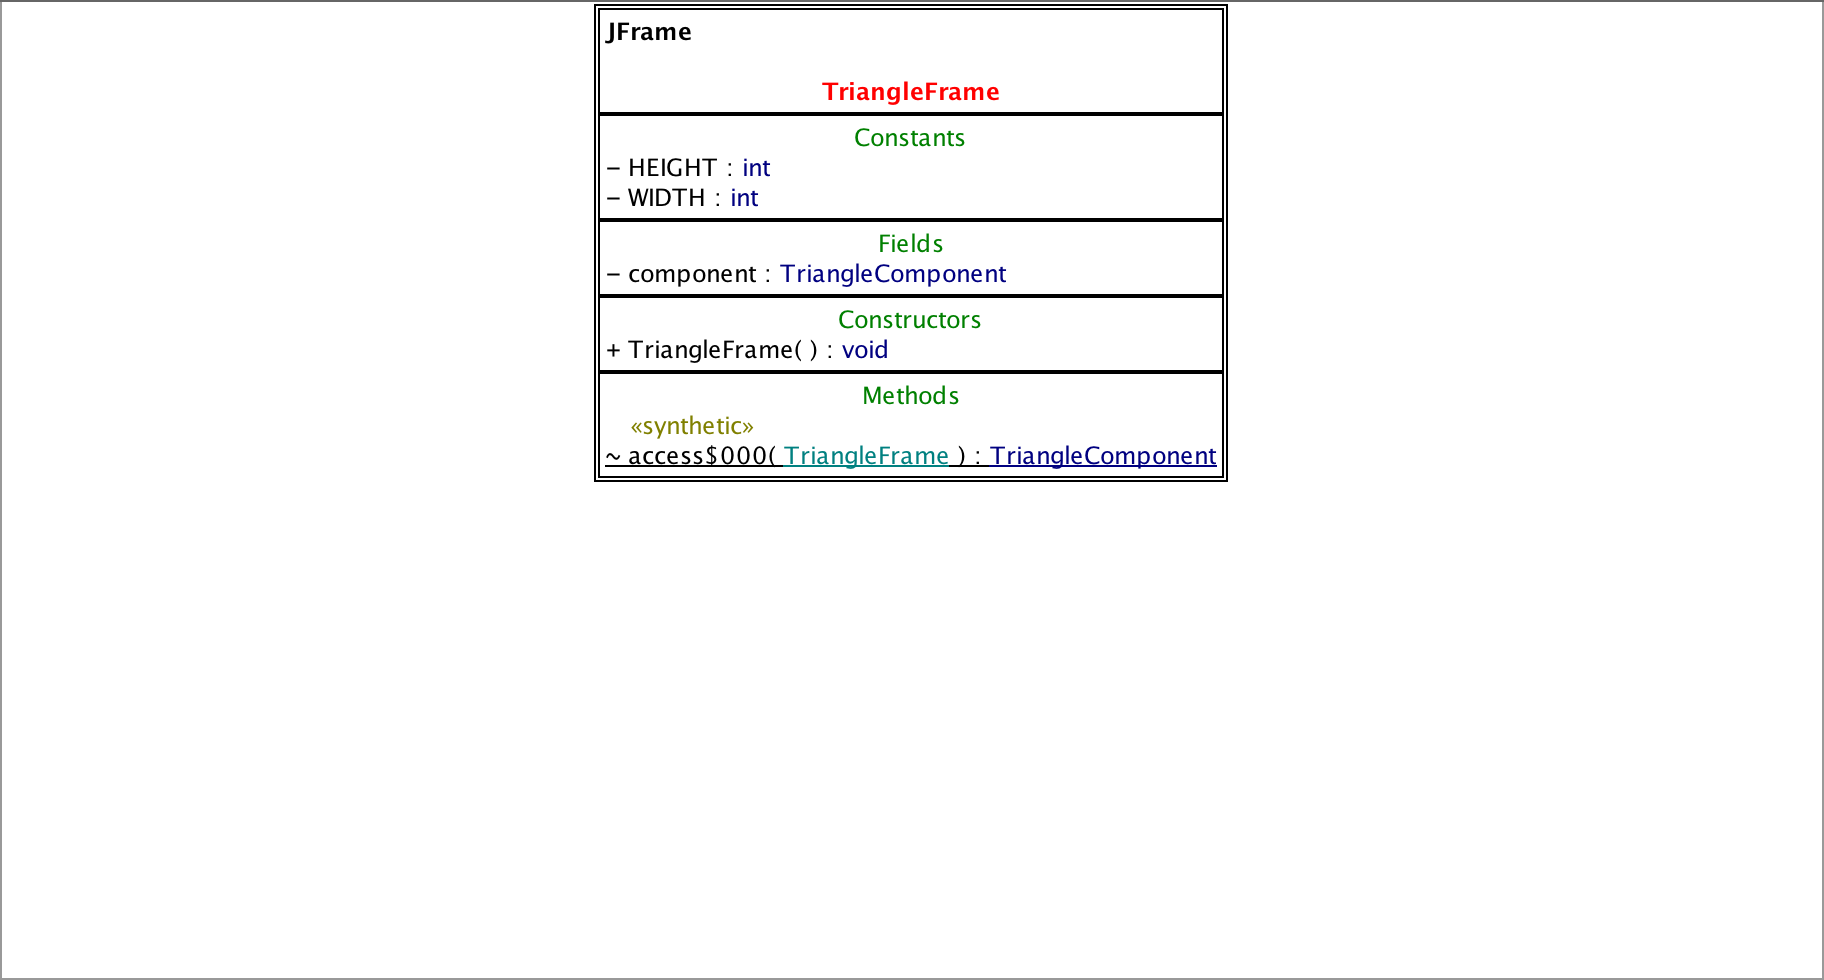 JFrame
TriangleFrame
Constants
– HEIGHT : int
– WIDTH : int
Fields
– component : TriangleComponent
Constructors
+ TriangleFrame( ) : void
Methods
«synthetic»
~ access$000( TriangleFrame ) : TriangleComponent